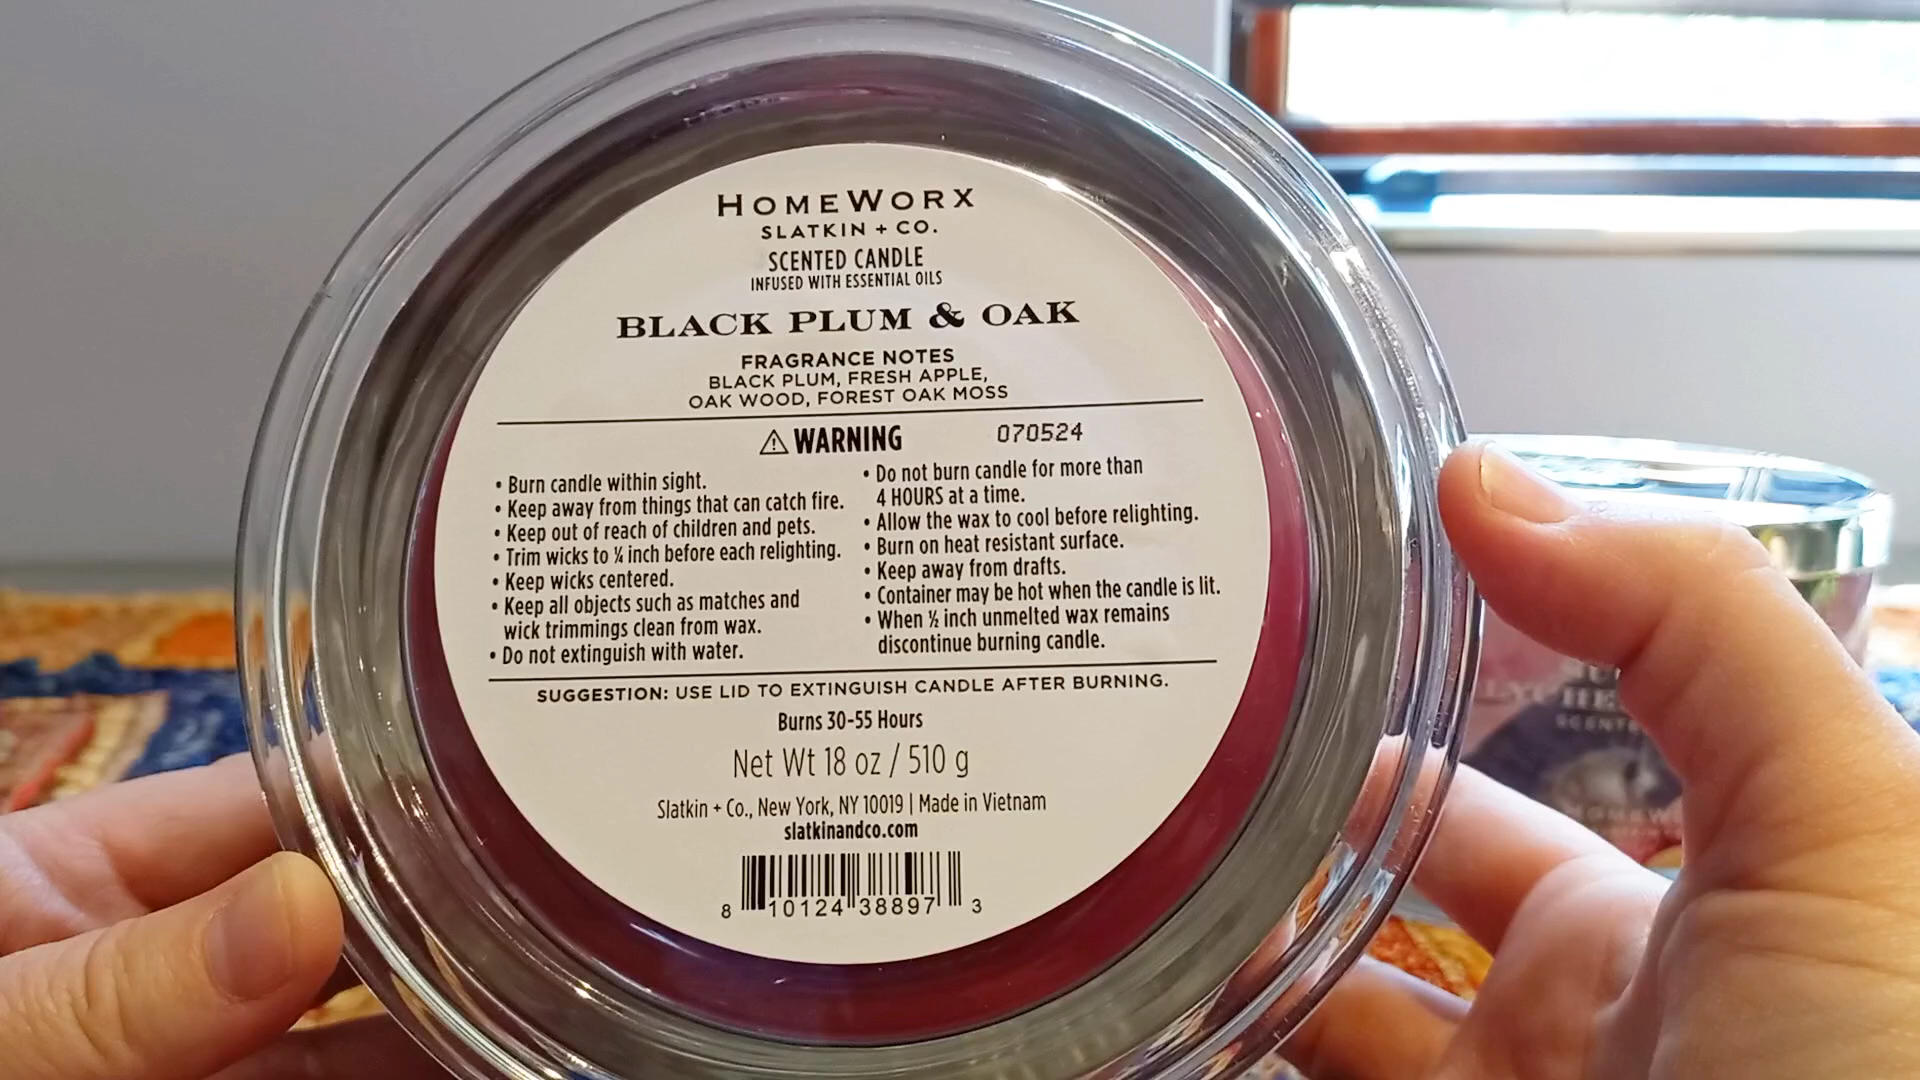 HOMEWORX
SLATKIN + CO.
SCENTED CANDLE
INFUSED WITH ESSENTIAL OILS
BLACK PLUM & OAK
FRAGRANCE NOTES
BLACK PLUM, FRESH APPLE,
OAK WOOD, FOREST OAK MOSS
⚠ WARNING
070524
• Burn candle within sight.
• Keep away from things that can catch fire.
• Keep out of reach of children and pets.
• Trim wicks to ¼ inch before each relighting.
• Keep wicks centered.
• Keep all objects such as matches and
wick trimmings clean from wax.
• Do not extinguish with water.
• Do not burn candle for more than
4 HOURS at a time.
• Allow the wax to cool before relighting.
• Burn on heat resistant surface.
• Keep away from drafts.
• Container may be hot when the candle is lit.
• When ½ inch unmelted wax remains
discontinue burning candle.
SUGGESTION: USE LID TO EXTINGUISH CANDLE AFTER BURNING.
Burns 30-55 Hours
Net Wt 18 oz / 510 g
Slatkin + Co., New York, NY 10019 | Made in Vietnam
slatkinandco.com
8 10124 38897 3